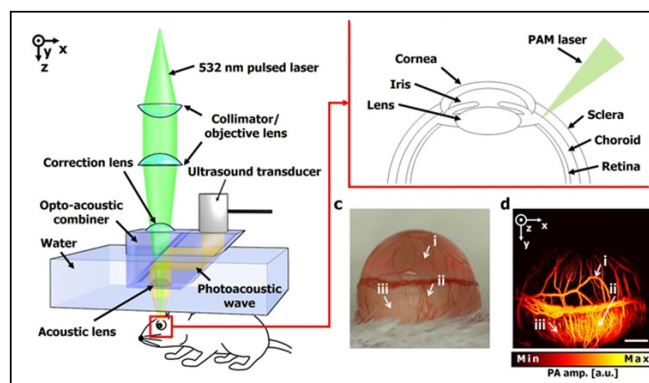 x
y
z
532 nm pulsed laser
Collimator/
objective lens
Correction lens
Ultrasound transducer
Opto-acoustic
combiner
Water
Photoacoustic
wave
Acoustic lens
PAM laser
Cornea
Iris
Lens
Sclera
Choroid
Retina
c
i
ii
iii
d
z
x
y
i
ii
iii
Min
Max
PA amp. [a.u.]